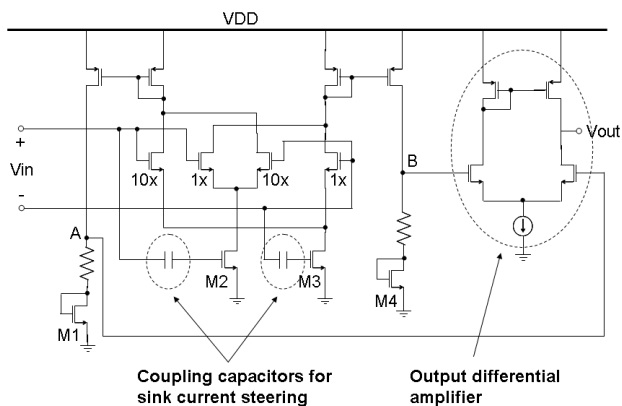 VDD
+
Vin
-
10x
1x
10x
1x
Vout
A
B
M1
M2
M3
M4
Coupling capacitors for
sink current steering
Output differential
amplifier